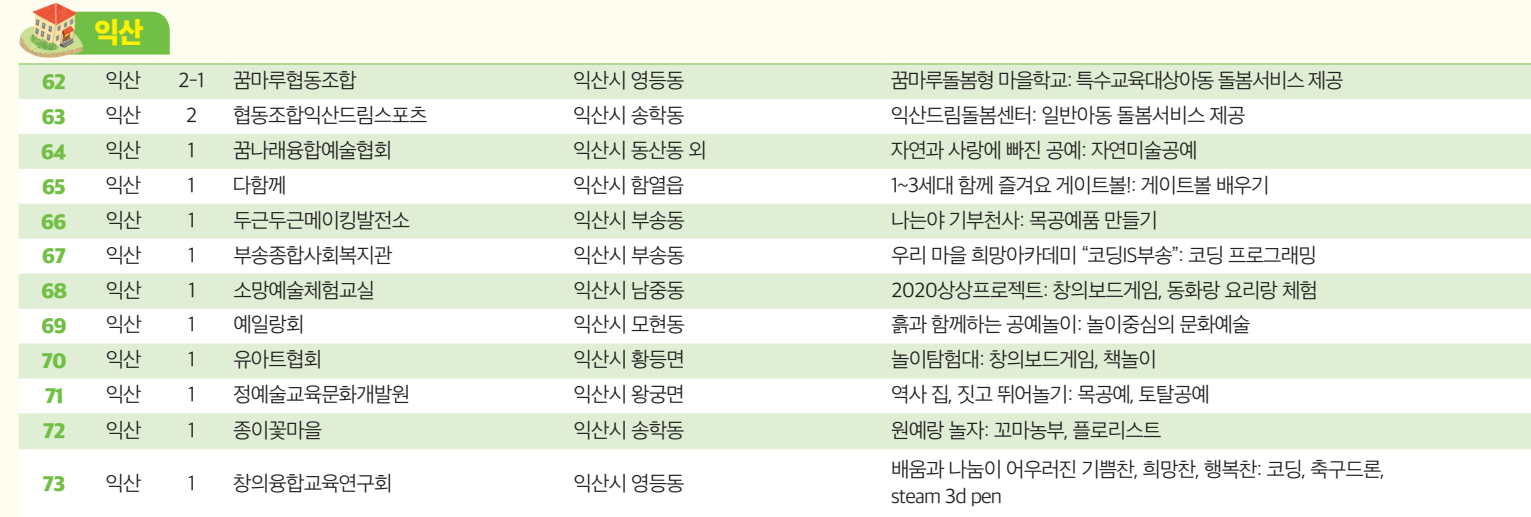 익산
62 익산 2-1 꿈마루협동조합 익산시 영등동 꿈마루돌봄형 마을학교: 특수교육대상아동 돌봄서비스 제공
63 익산 2 협동조합익산드림스포츠 익산시 송학동 익산드림돌봄센터: 일반아동 돌봄서비스 제공
64 익산 1 꿈나래융합예술협회 익산시 동산동 외 자연과 사랑에 빠진 공예: 자연미술공예
65 익산 1 다함께 익산시 함열읍 1~3세대 함께 즐겨요 게이트볼!: 게이트볼 배우기
66 익산 1 두근두근메이킹발전소 익산시 부송동 나는야 기부천사: 목공예품 만들기
67 익산 1 부송종합사회복지관 익산시 부송동 우리 마을 희망아카데미 “코딩IS부송”: 코딩 프로그래밍
68 익산 1 소망예술체험교실 익산시 남중동 2020상상프로젝트: 창의보드게임, 동화랑 요리랑 체험
69 익산 1 예일랑회 익산시 모현동 흙과 함께하는 공예놀이: 놀이중심의 문화예술
70 익산 1 유아트협회 익산시 황등면 놀이탐험대: 창의보드게임, 책놀이
71 익산 1 정예술교육문화개발원 익산시 왕궁면 역사 집, 짓고 뛰어놀기: 목공예, 토탈공예
72 익산 1 종이꽃마을 익산시 송학동 원예랑 놀자: 꼬마농부, 플로리스트
73 익산 1 창의융합교육연구회 익산시 영등동 배움과 나눔이 어우러진 기쁨찬, 희망찬, 행복찬: 코딩, 축구드론,
steam 3d pen